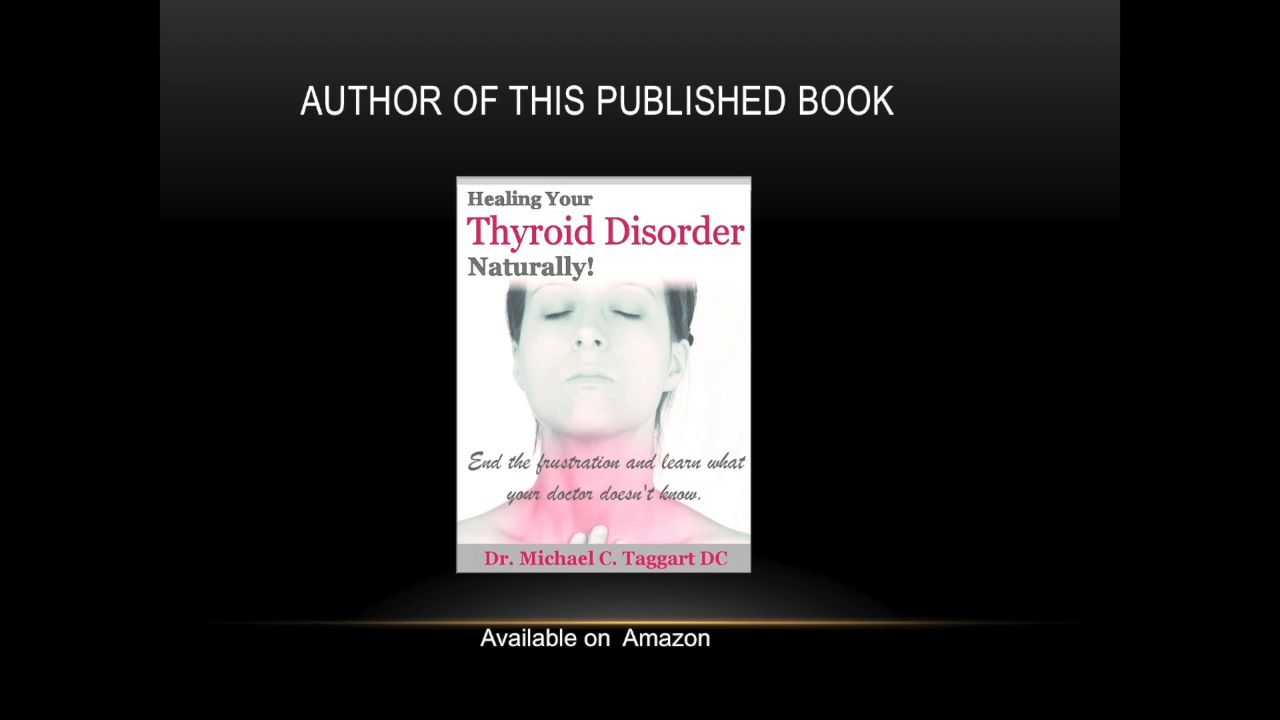 AUTHOR OF THIS PUBLISHED BOOK
Healing Your
Thyroid Disorder
Naturally!
End the frustration and learn what
your doctor doesn't know.
Dr. Michael C. Taggart DC
Available on  Amazon